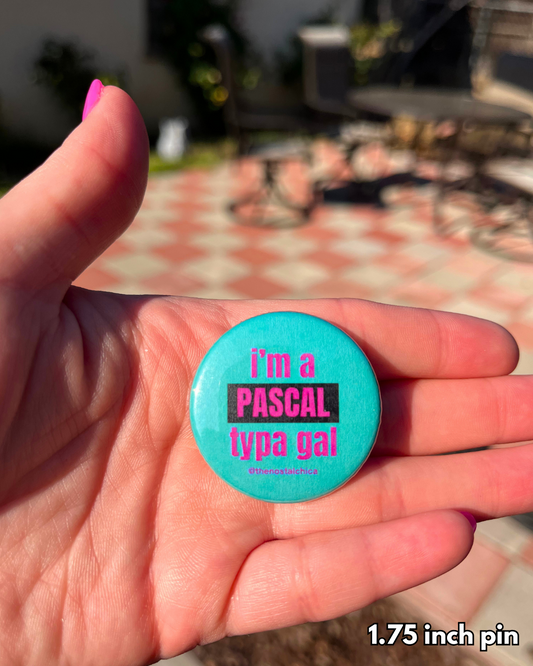 i'm a
PASCAL
typa gal
@thenostalchica
1.75 inch pin